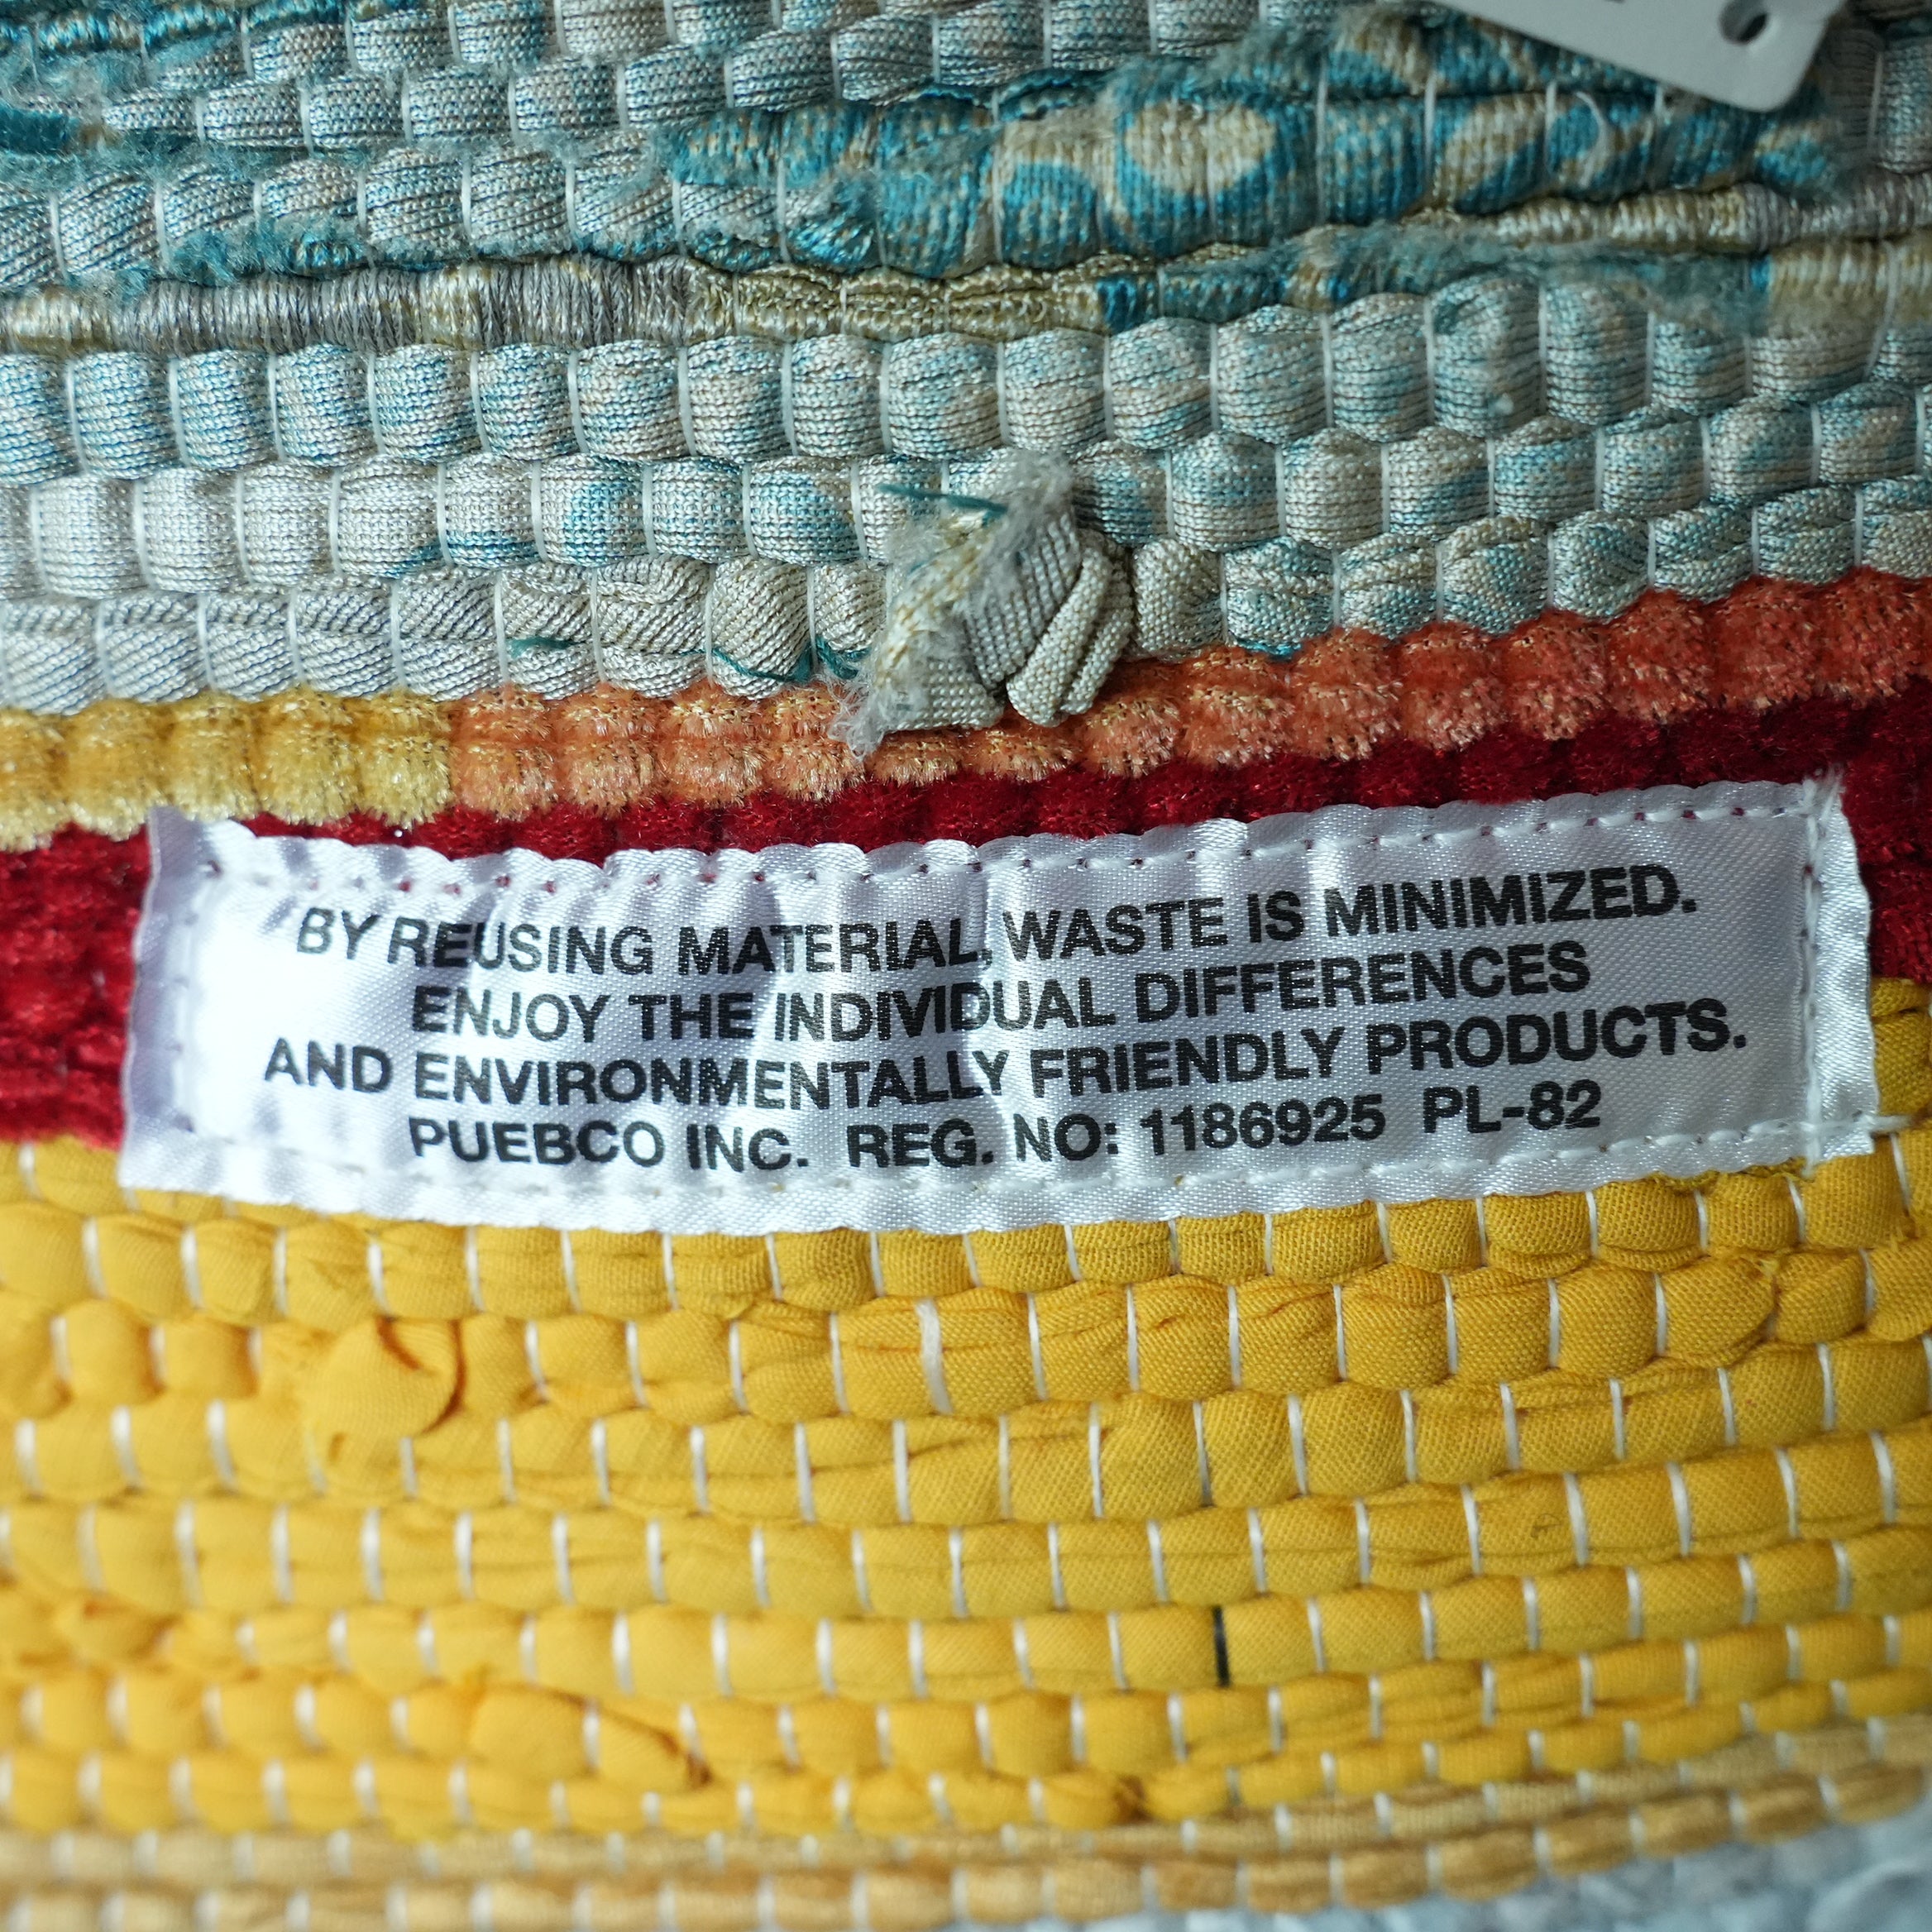 BY REUSING MATERIAL, WASTE IS MINIMIZED.
ENJOY THE INDIVIDUAL DIFFERENCES
AND ENVIRONMENTALLY FRIENDLY PRODUCTS.
PUEBCO INC. REG. NO: 1186925 PL-82